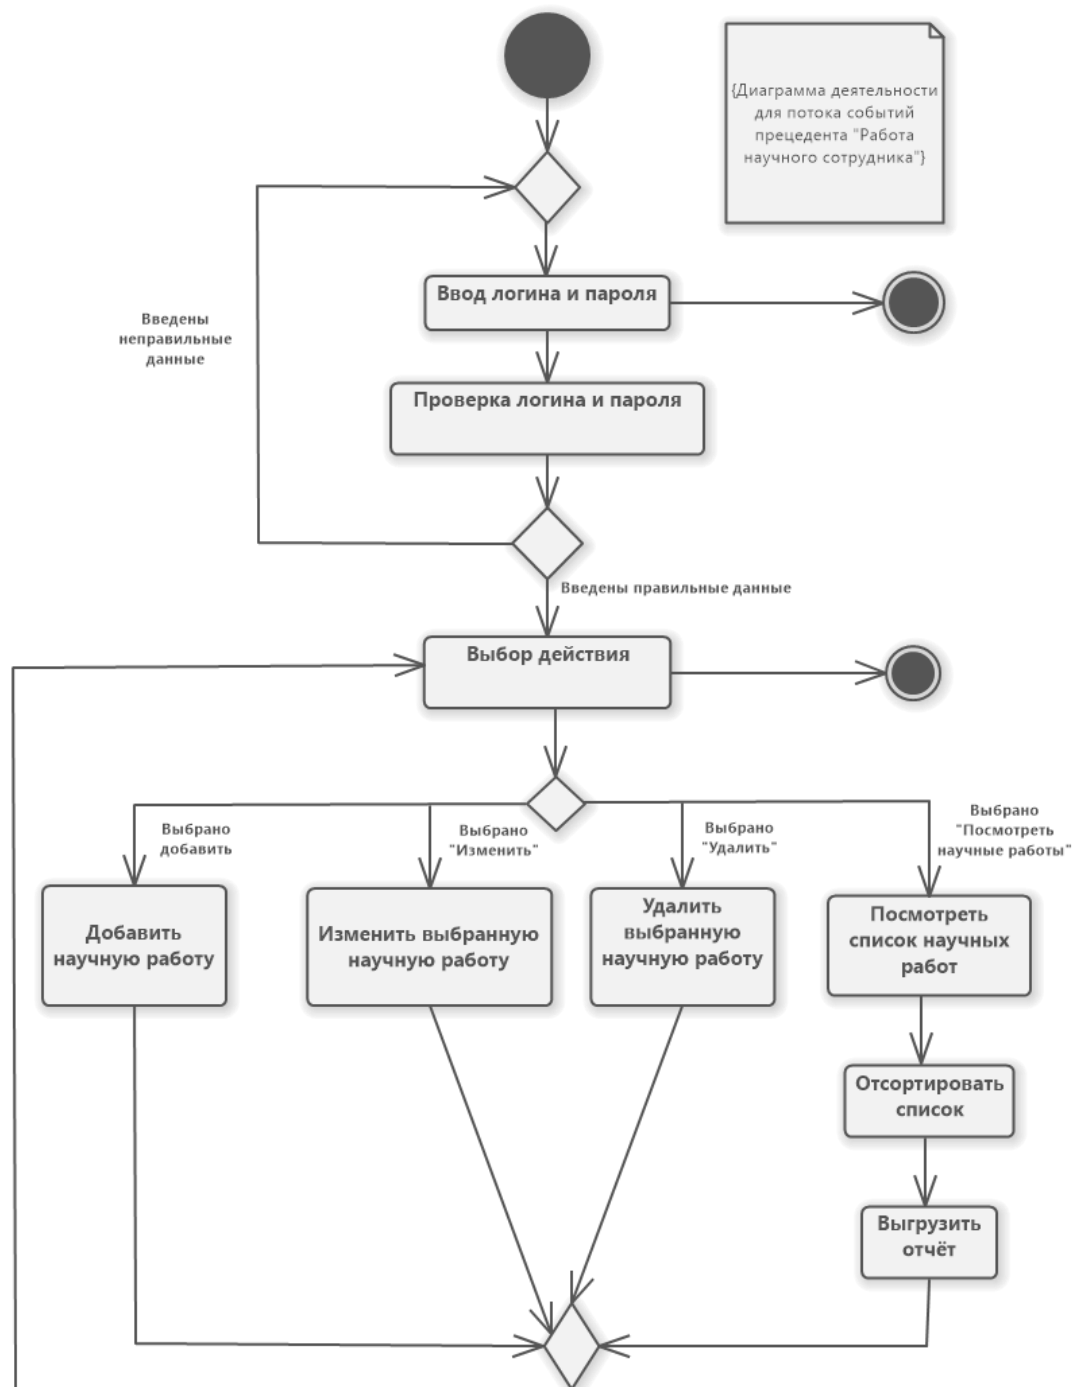 {Диаграмма деятельности
для потока событий
прецедента "Работа
научного сотрудника"}
Ввод логина и пароля
Введены
неправильные
данные
Проверка логина и пароля
Введены правильные данные
Выбор действия
Выбрано
добавить
Выбрано
"Изменить"
Выбрано
"Удалить"
Выбрано
"Посмотреть
научные работы"
Добавить
научную работу
Изменить выбранную
научную работу
Удалить
выбранную
научную работу
Посмотреть
список научных
работ
Отсортировать
список
Выгрузить
отчёт